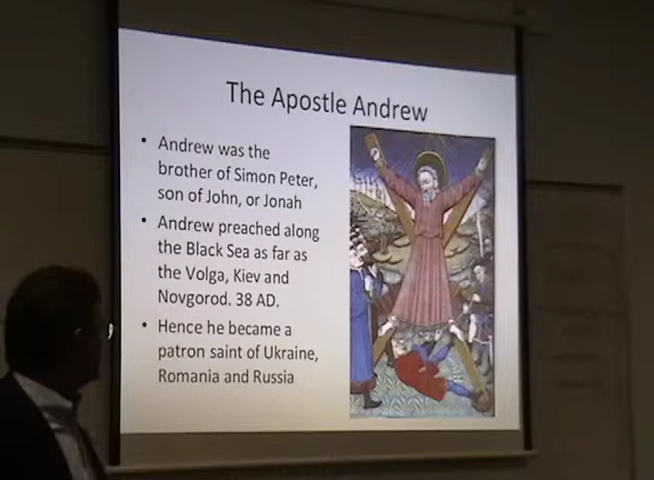 The Apostle Andrew
• Andrew was the
brother of Simon Peter,
son of John, or Jonah
• Andrew preached along
the Black Sea as far as
the Volga, Kiev and
Novgorod. 38 AD.
• Hence he became a
patron saint of Ukraine,
Romania and Russia